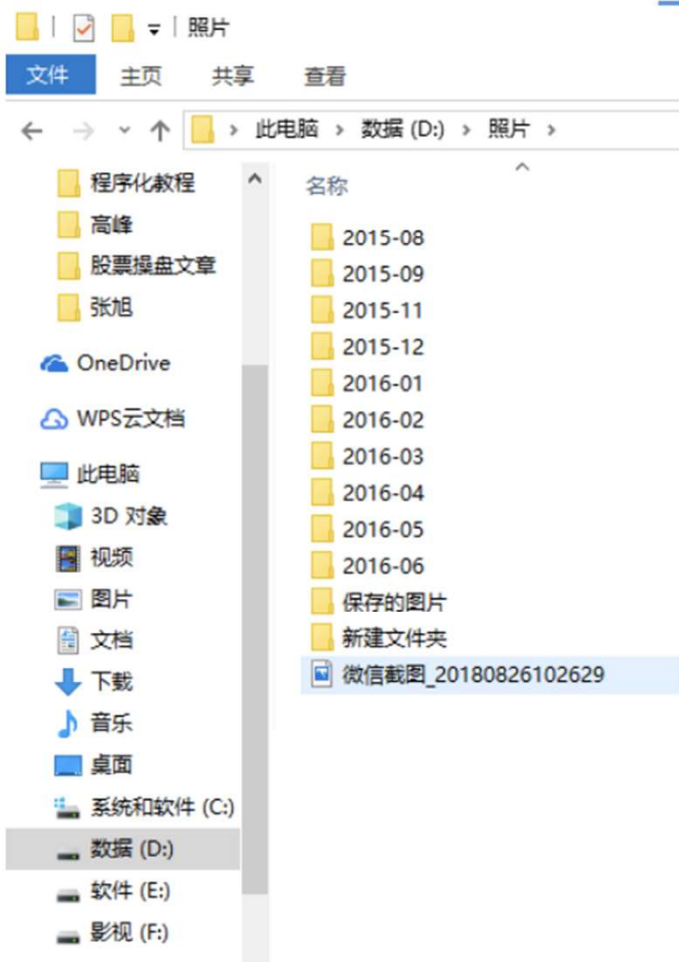 照片
文件 主页 共享 查看
此电脑 › 数据 (D:) › 照片 ›
程序化教程
高峰
股票操盘文章
张旭
OneDrive
WPS云文档
此电脑
3D 对象
视频
图片
文档
下载
音乐
桌面
系统和软件 (C:)
数据 (D:)
软件 (E:)
影视 (F:)
名称
2015-08
2015-09
2015-11
2015-12
2016-01
2016-02
2016-03
2016-04
2016-05
2016-06
保存的图片
新建文件夹
微信截图_20180826102629